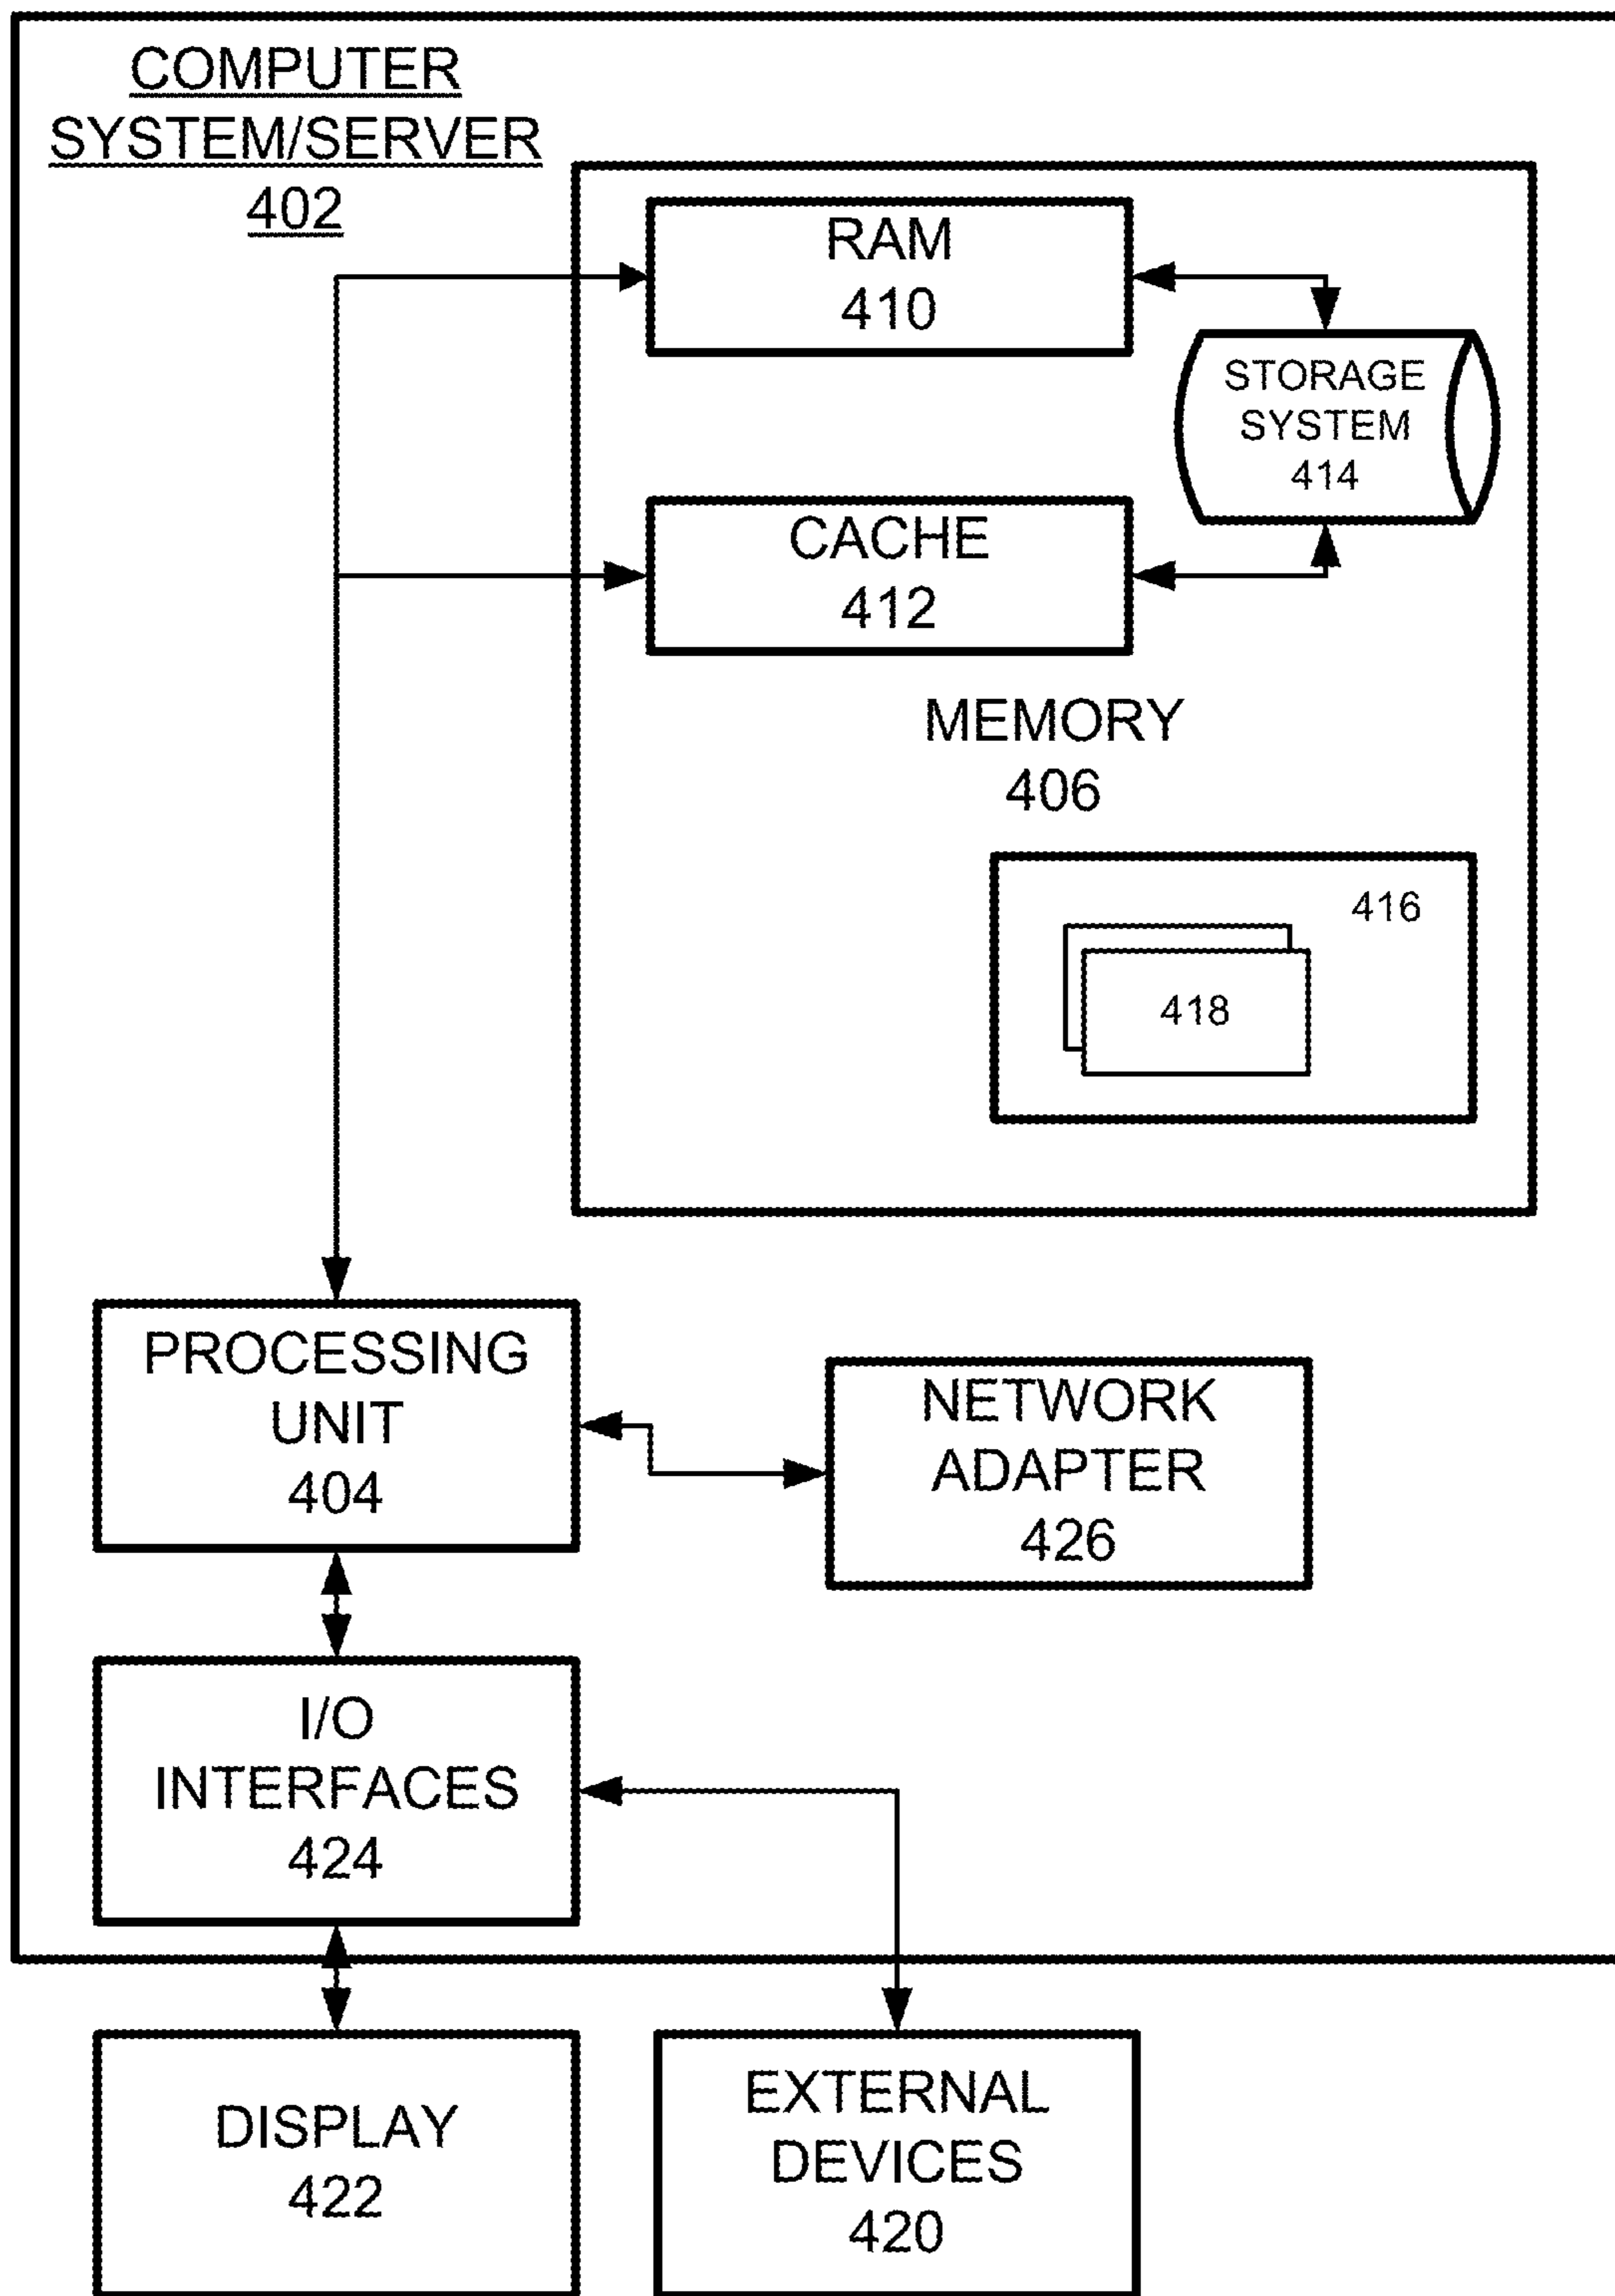 COMPUTER
SYSTEM/SERVER
402
RAM
410
STORAGE
SYSTEM
414
CACHE
412
MEMORY
406
416
418
PROCESSING
UNIT
404
NETWORK
ADAPTER
426
I/O
INTERFACES
424
DISPLAY
422
EXTERNAL
DEVICES
420